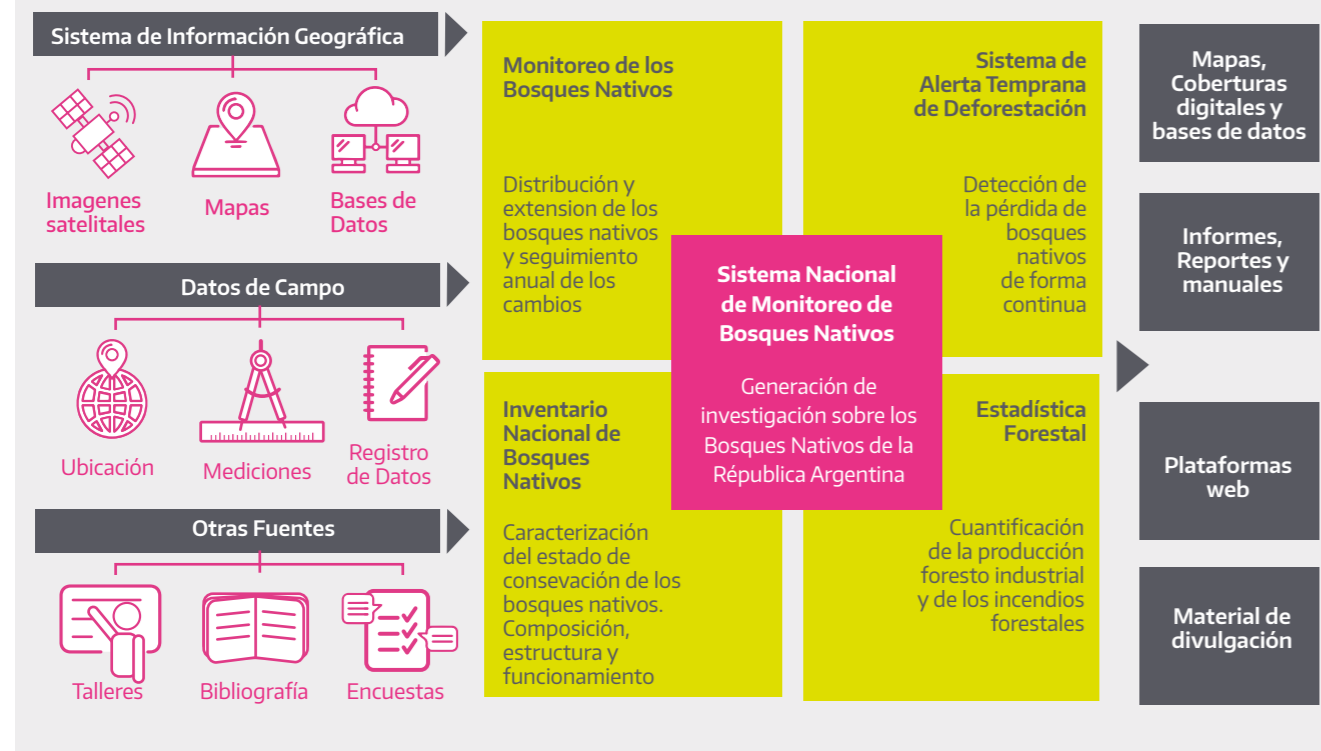 Sistema de Información Geográfica
Imagenes
satelitales
Mapas
Bases de
Datos
Datos de Campo
Ubicación
Mediciones
Registro
de Datos
Otras Fuentes
Talleres
Bibliografía
Encuestas
Monitoreo de los
Bosques Nativos
Distribución y
extension de los
bosques nativos
y seguimiento
anual de los
cambios
Sistema de
Alerta Temprana
de Deforestación
Detección de
la pérdida de
bosques
nativos
de forma
continua
Sistema Nacional
de Monitoreo de
Bosques Nativos
Generación de
investigación sobre los
Bosques Nativos de la
Républica Argentina
Inventario
Nacional de
Bosques
Nativos
Caracterización
del estado de
consevación de los
bosques nativos.
Composición,
estructura y
funcionamiento
Estadística
Forestal
Cuantificación
de la producción
foresto industrial
y de los incendios
forestales
Mapas,
Coberturas
digitales y
bases de datos
Informes,
Reportes y
manuales
Plataformas
web
Material de
divulgación